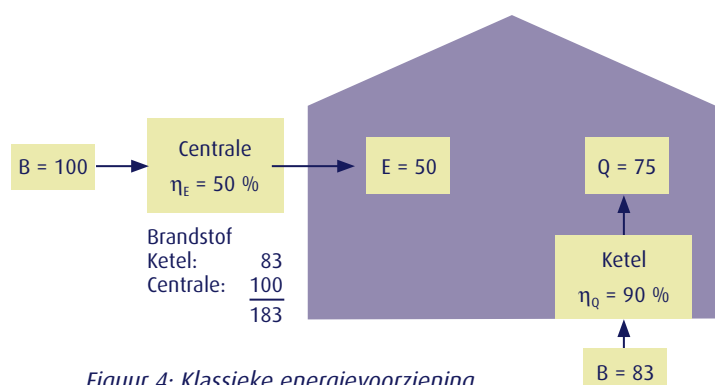 B = 100
Centrale
η_E = 50 %
E = 50
Q = 75
Brandstof
Ketel: 83
Centrale: 100
183
Ketel
η_Q = 90 %
B = 83
Figuur 4: Klassieke energievoorziening